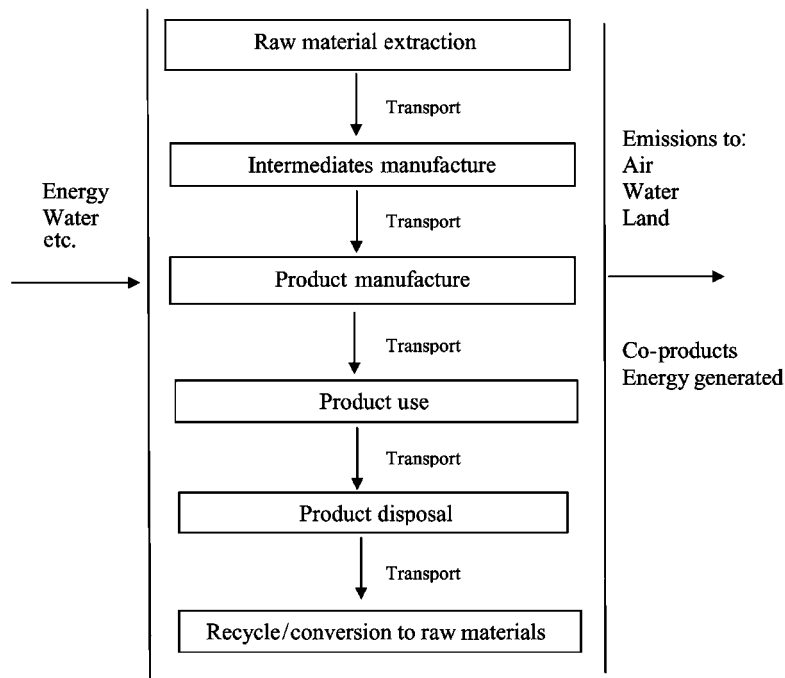 Raw material extraction
Transport
Intermediates manufacture
Transport
Energy
Water
etc.
Product manufacture
Transport
Product use
Transport
Product disposal
Transport
Recycle/conversion to raw materials
Emissions to:
Air
Water
Land
Co-products
Energy generated